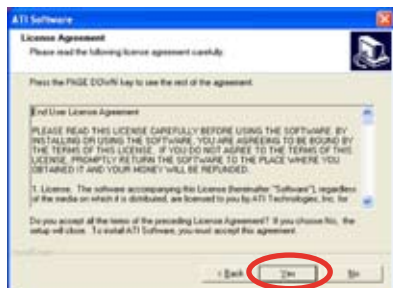 ATI Software
License Agreement
Please read the following license agreement carefully.
Press the PAGE DOWN key to see the rest of the agreement.
End User License Agreement
PLEASE READ THIS LICENSE CAREFULLY BEFORE USING THE SOFTWARE. BY
INSTALLING OR USING THE SOFTWARE, YOU ARE AGREEING TO BE BOUND BY
THE TERMS OF THIS LICENSE. IF YOU DO NOT AGREE TO THE TERMS OF THIS
LICENSE, PROMPTLY RETURN THE SOFTWARE TO THE PLACE WHERE YOU
OBTAINED IT AND YOUR MONEY WILL BE REFUNDED.
1. License. The software accompanying this License (hereinafter "Software"), regardless
of the media on which it is distributed, are licensed to you by ATI Technologies, Inc. for
Do you accept all the terms of the preceding License Agreement? If you choose No, the
setup will close. To install ATI Software, you must accept this agreement.
< Back
Yes
No